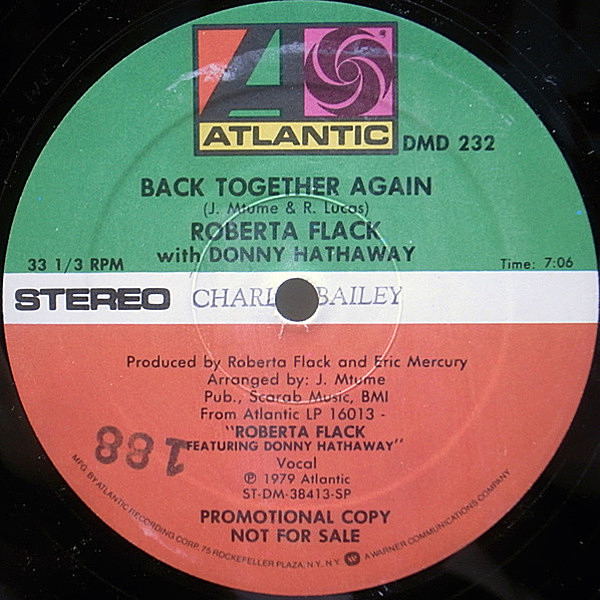 ATLANTIC
DMD 232
BACK TOGETHER AGAIN
(J. Mtume & R. Lucas)
ROBERTA FLACK
with DONNY HATHAWAY
33 1/3 RPM
Time: 7:06
STEREO
BAILEY
Produced by Roberta Flack and Eric Mercury
Arranged by: J. Mtume
Pub., Scarab Music, BMI
From Atlantic LP 16013 -
"ROBERTA FLACK
FEATURING DONNY HATHAWAY"
Vocal
℗ 1979 Atlantic
ST-DM-38413-SP
PROMOTIONAL COPY
NOT FOR SALE
188
MFG. BY ATLANTIC RECORDING CORP. 75 ROCKEFELLER PLAZA, N.Y., N.Y. A WARNER COMMUNICATIONS COMPANY